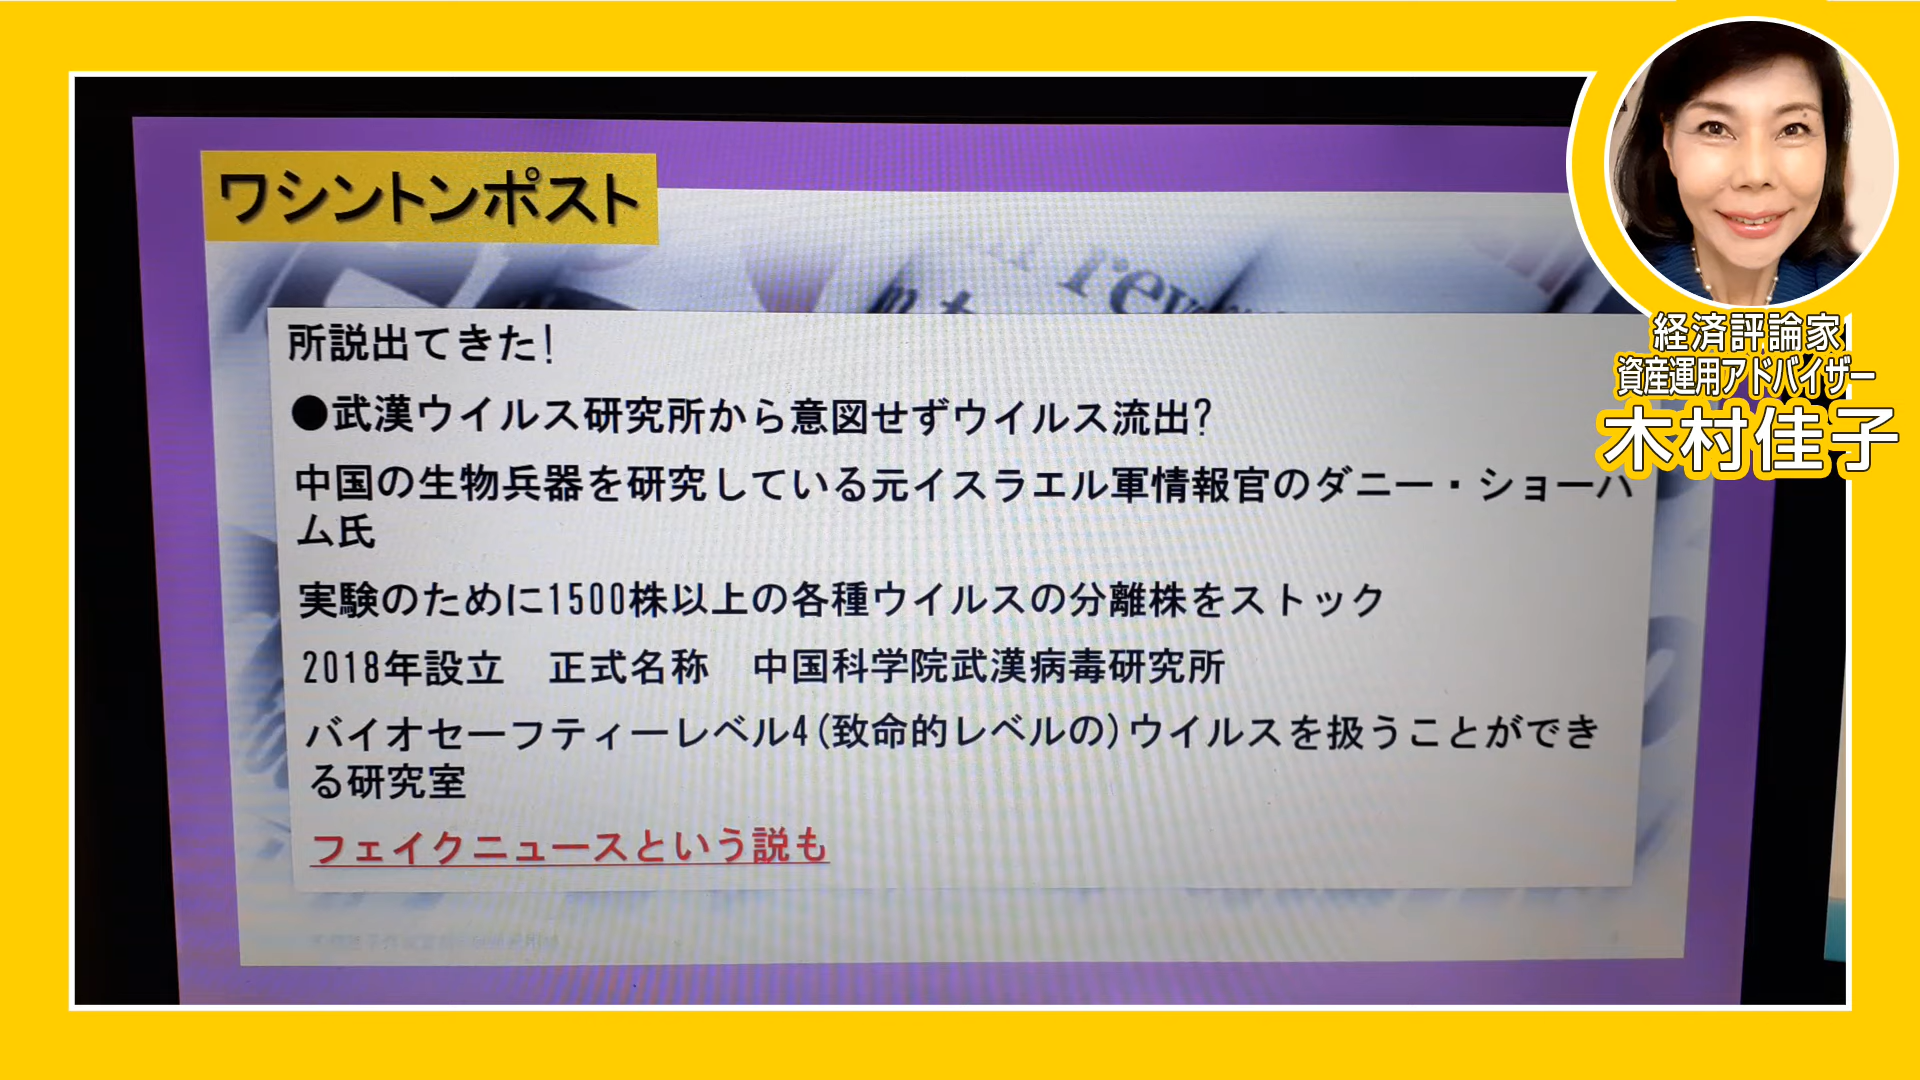 ワシントンポスト
所説出てきた!
●武漢ウイルス研究所から意図せずウイルス流出?
中国の生物兵器を研究している元イスラエル軍情報官のダニー・ショーハ
ム氏
実験のために1500株以上の各種ウイルスの分離株をストック
2018年設立　正式名称　中国科学院武漢病毒研究所
バイオセーフティーレベル4(致命的レベルの)ウイルスを扱うことができ
る研究室
フェイクニュースという説も
経済評論家
資産運用アドバイザー
木村佳子